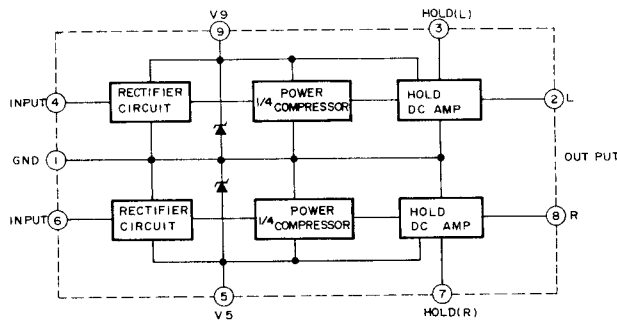 V9
9
HOLD(L)
3
INPUT 4
RECTIFIER
CIRCUIT
1/4 POWER
COMPRESSOR
HOLD
DC AMP
2 L
GND 1
OUT PUT
INPUT 6
RECTIFIER
CIRCUIT
1/4 POWER
COMPRESSOR
HOLD
DC AMP
8 R
5
V5
7
HOLD(R)